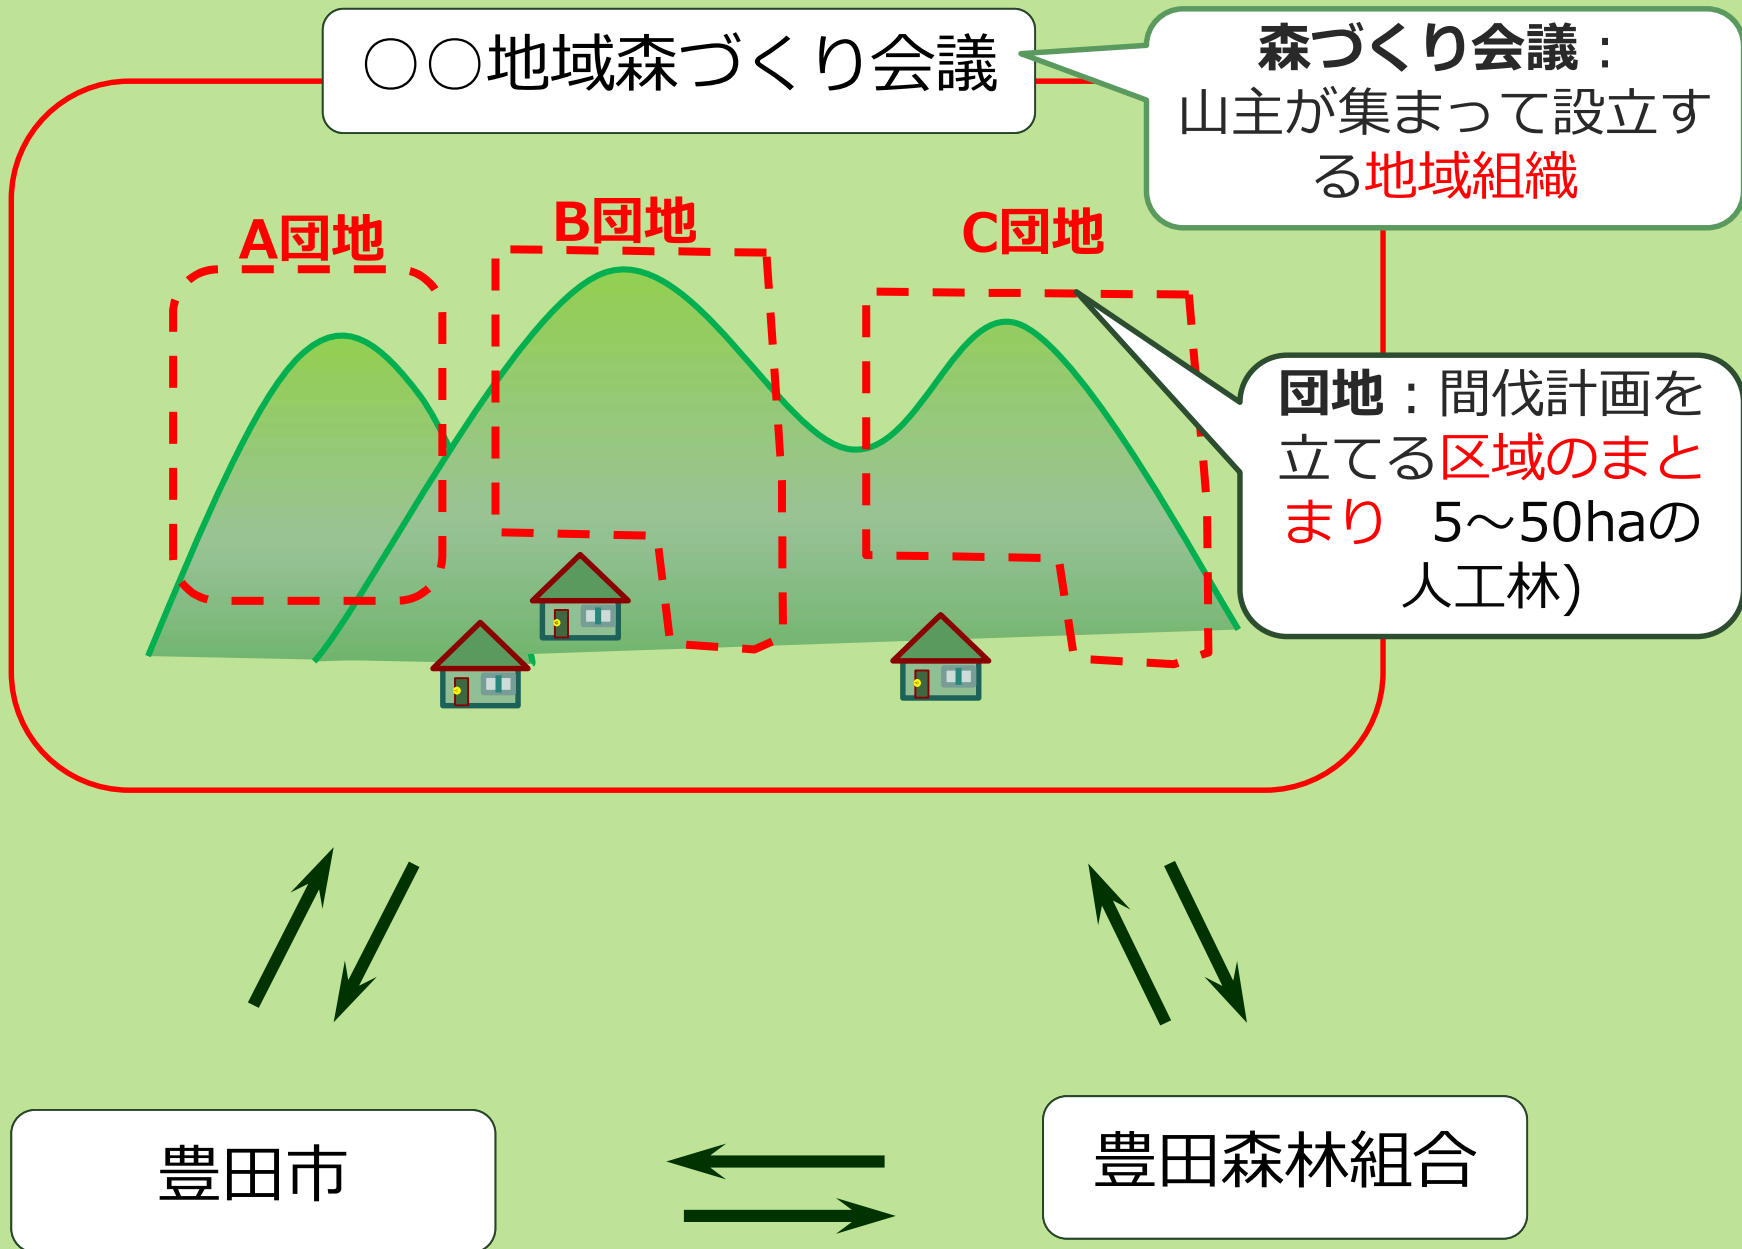 〇〇地域森づくり会議
森づくり会議：
山主が集まって設立す
る地域組織
A団地
B団地
C団地
団地：間伐計画を
立てる区域のまと
まり　5～50haの
人工林)
豊田市
豊田森林組合